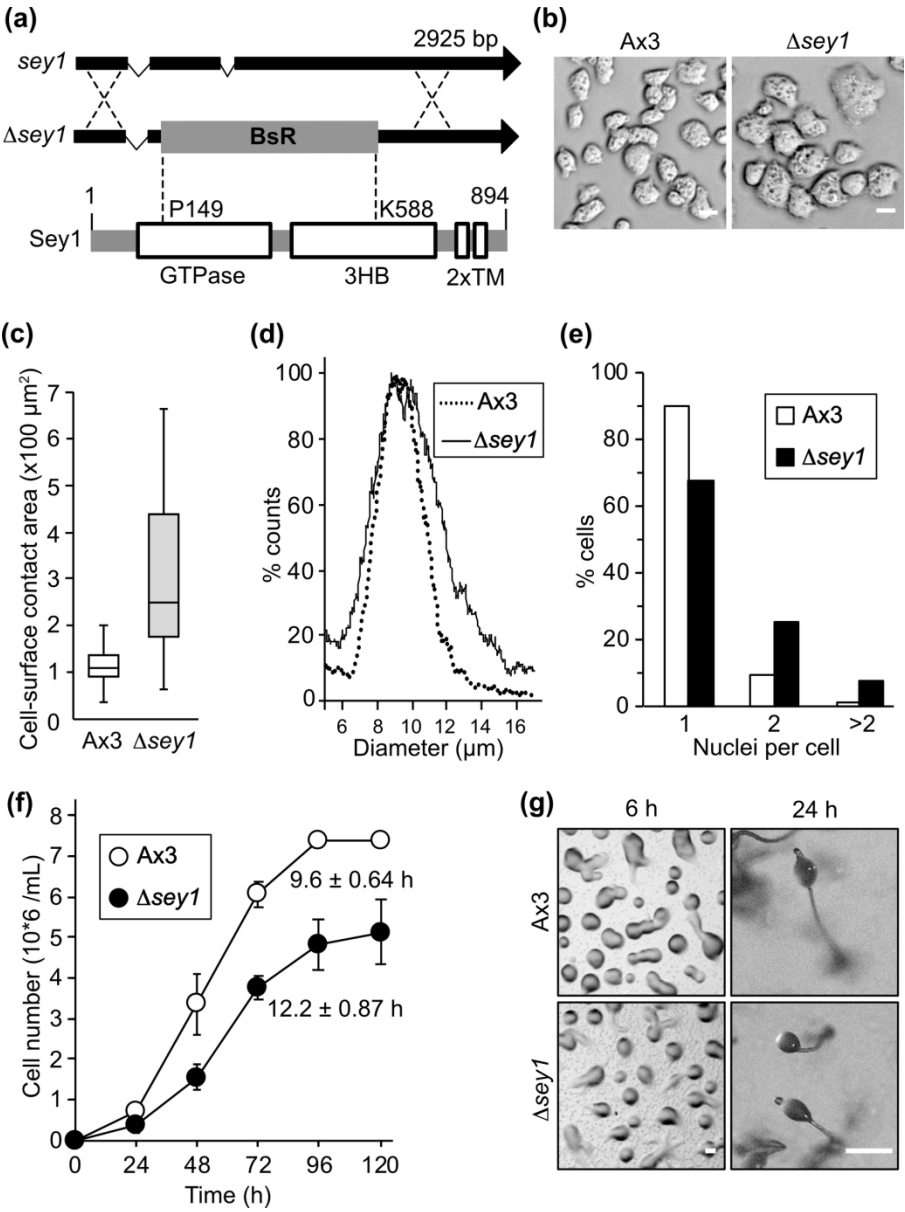 (a)
2925 bp
sey1
Δsey1
BsR
1
894
P149
K588
Sey1
GTPase
3HB
2xTM
(b)
Ax3
Δsey1
(c)
Cell-surface contact area (x100 µm²)
7
6
5
4
3
2
1
0
Ax3
Δsey1
(d)
% counts
100
80
60
40
20
0
Ax3
Δsey1
6
8
10
12
14
16
Diameter (µm)
(e)
% cells
100
80
60
40
20
0
Ax3
Δsey1
1
2
>2
Nuclei per cell
(f)
Cell number (10*6 /mL)
8
7
6
5
4
3
2
1
0
Ax3
Δsey1
9.6 ± 0.64 h
12.2 ± 0.87 h
0
24
48
72
96
120
Time (h)
(g)
6 h
24 h
Ax3
Δsey1